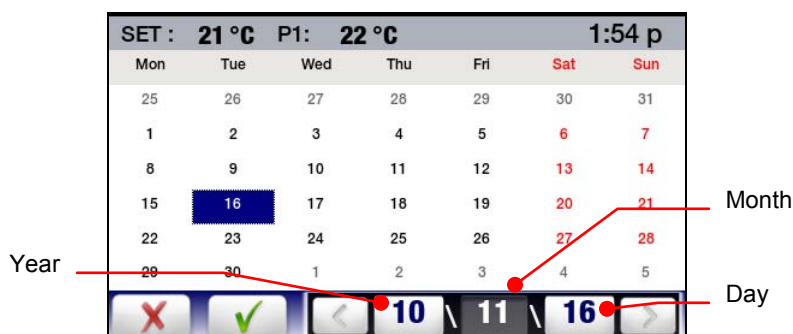 SET : 21 °C P1: 22 °C 1:54 p
Mon Tue Wed Thu Fri Sat Sun
25 26 27 28 29 30 31
1 2 3 4 5 6 7
8 9 10 11 12 13 14
15 16 17 18 19 20 21
Month
22 23 24 25 26 27 28
Year
29 30 1 2 3 4 5
Day
< 10 \ 11 \ 16 >